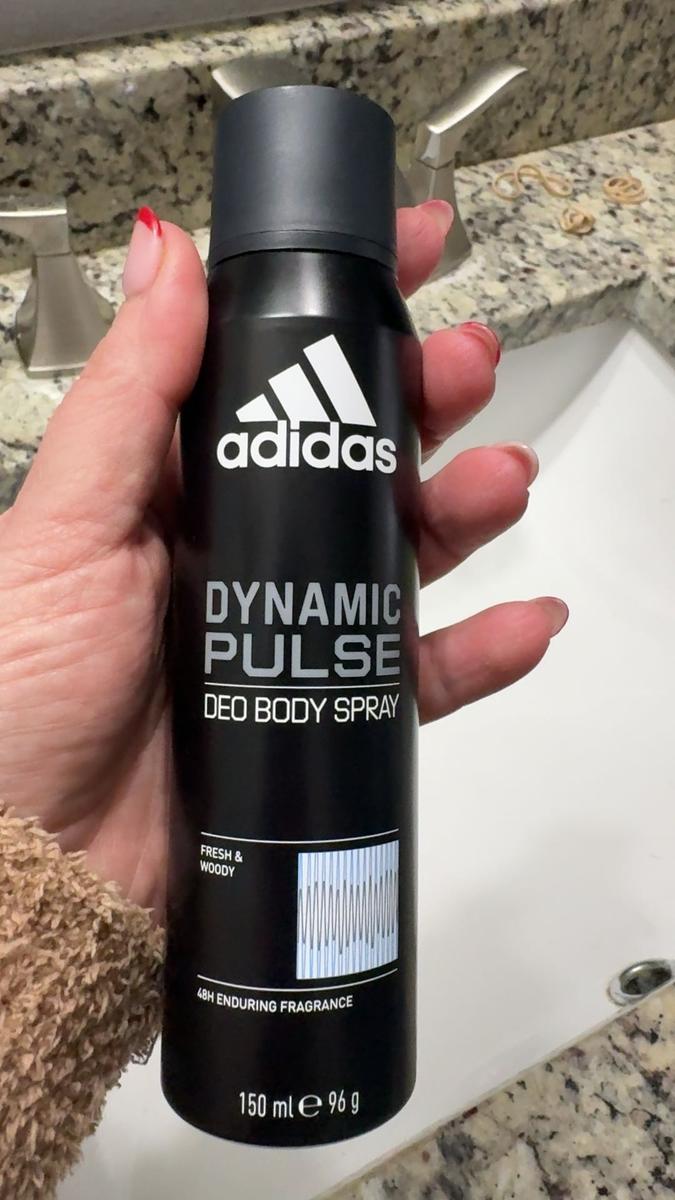 adidas
DYNAMIC
PULSE
DEO BODY SPRAY
FRESH &
WOODY
48H ENDURING FRAGRANCE
150 ml ℮ 96 g